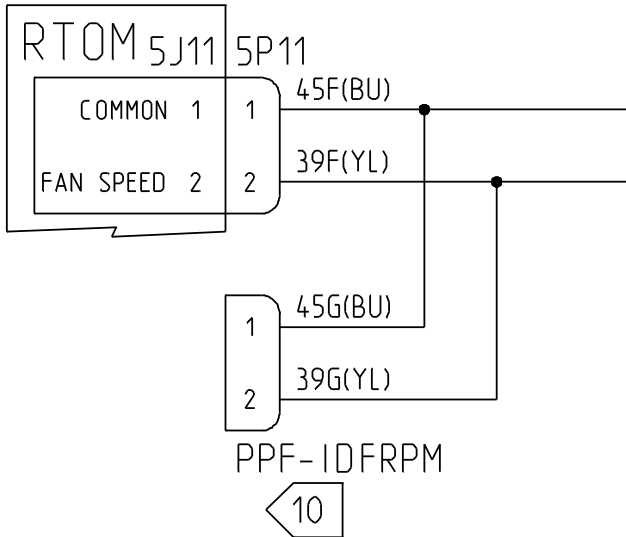 RTOM 5J11 5P11
COMMON 1 1 45F(BU)
FAN SPEED 2 2 39F(YL)
1 45G(BU)
2 39G(YL)
PPF-IDFRPM
10